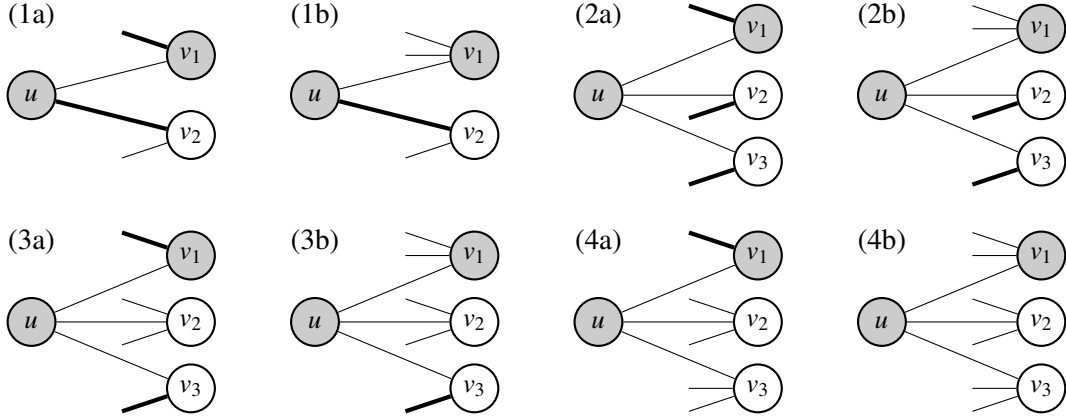 (1a) (1b) (2a) (2b)
v1 v1 v1 v1
u u u u
v2 v2 v2 v2
v3 v3
(3a) (3b) (4a) (4b)
v1 v1 v1 v1
u v2 u v2 u v2 u v2
v3 v3 v3 v3